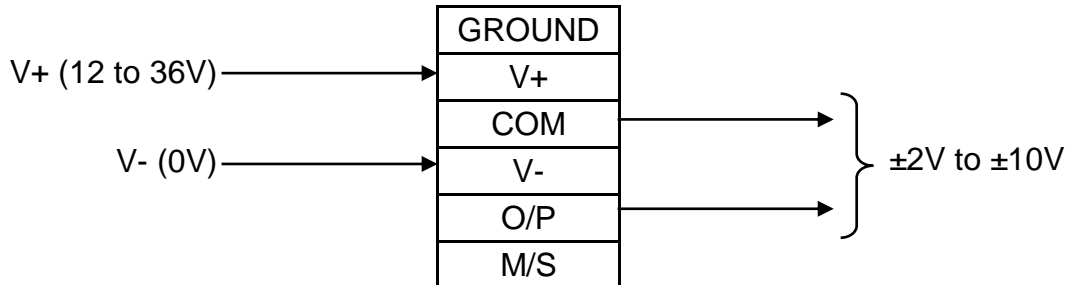 GROUND
V+ (12 to 36V)
V+
COM
V- (0V)
V-
±2V to ±10V
O/P
M/S